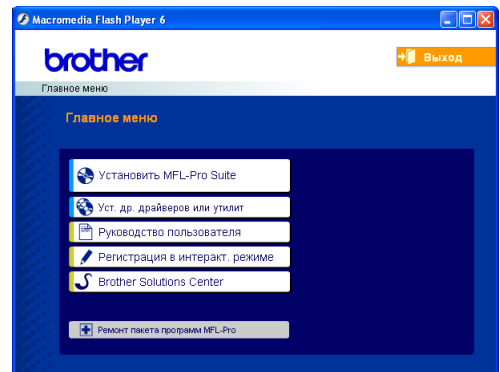 Macromedia Flash Player 6
brother
Выход
Главное меню
Главное меню
Установить MFL-Pro Suite
Уст. др. драйверов или утилит
Руководство пользователя
Регистрация в интеракт. режиме
Brother Solutions Center
Ремонт пакета программ MFL-Pro